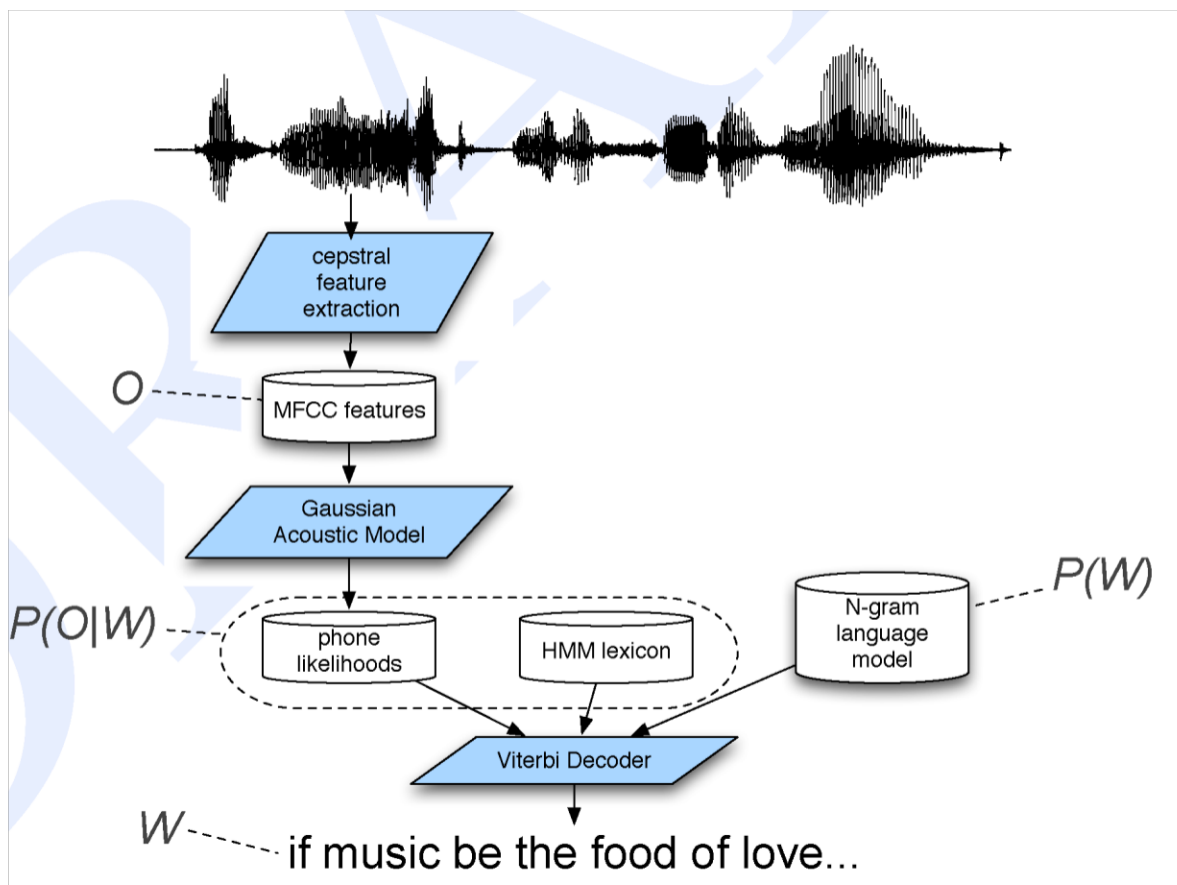 cepstral
feature
extraction
O
MFCC features
Gaussian
Acoustic Model
P(W)
P(O|W)
phone
likelihoods
HMM lexicon
N-gram
language
model
Viterbi Decoder
W
if music be the food of love...